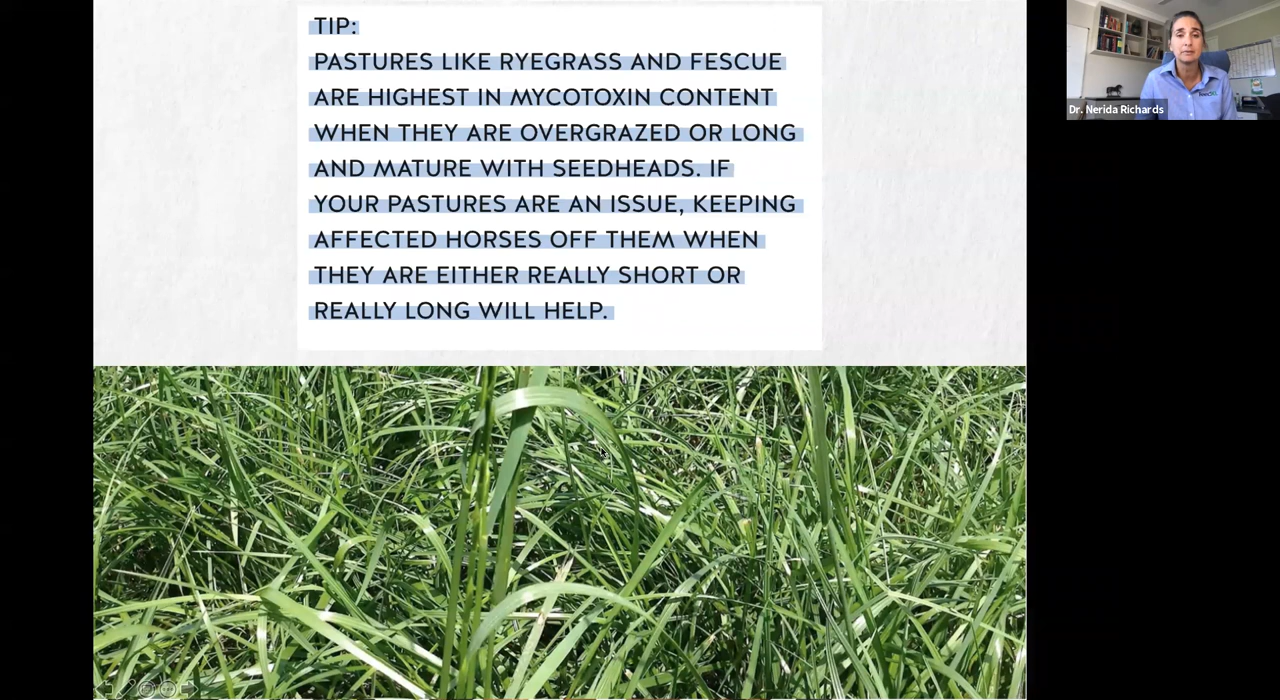 TIP:
PASTURES LIKE RYEGRASS AND FESCUE
ARE HIGHEST IN MYCOTOXIN CONTENT
WHEN THEY ARE OVERGRAZED OR LONG
AND MATURE WITH SEEDHEADS. IF
YOUR PASTURES ARE AN ISSUE, KEEPING
AFFECTED HORSES OFF THEM WHEN
THEY ARE EITHER REALLY SHORT OR
REALLY LONG WILL HELP.
Dr. Nerida Richards